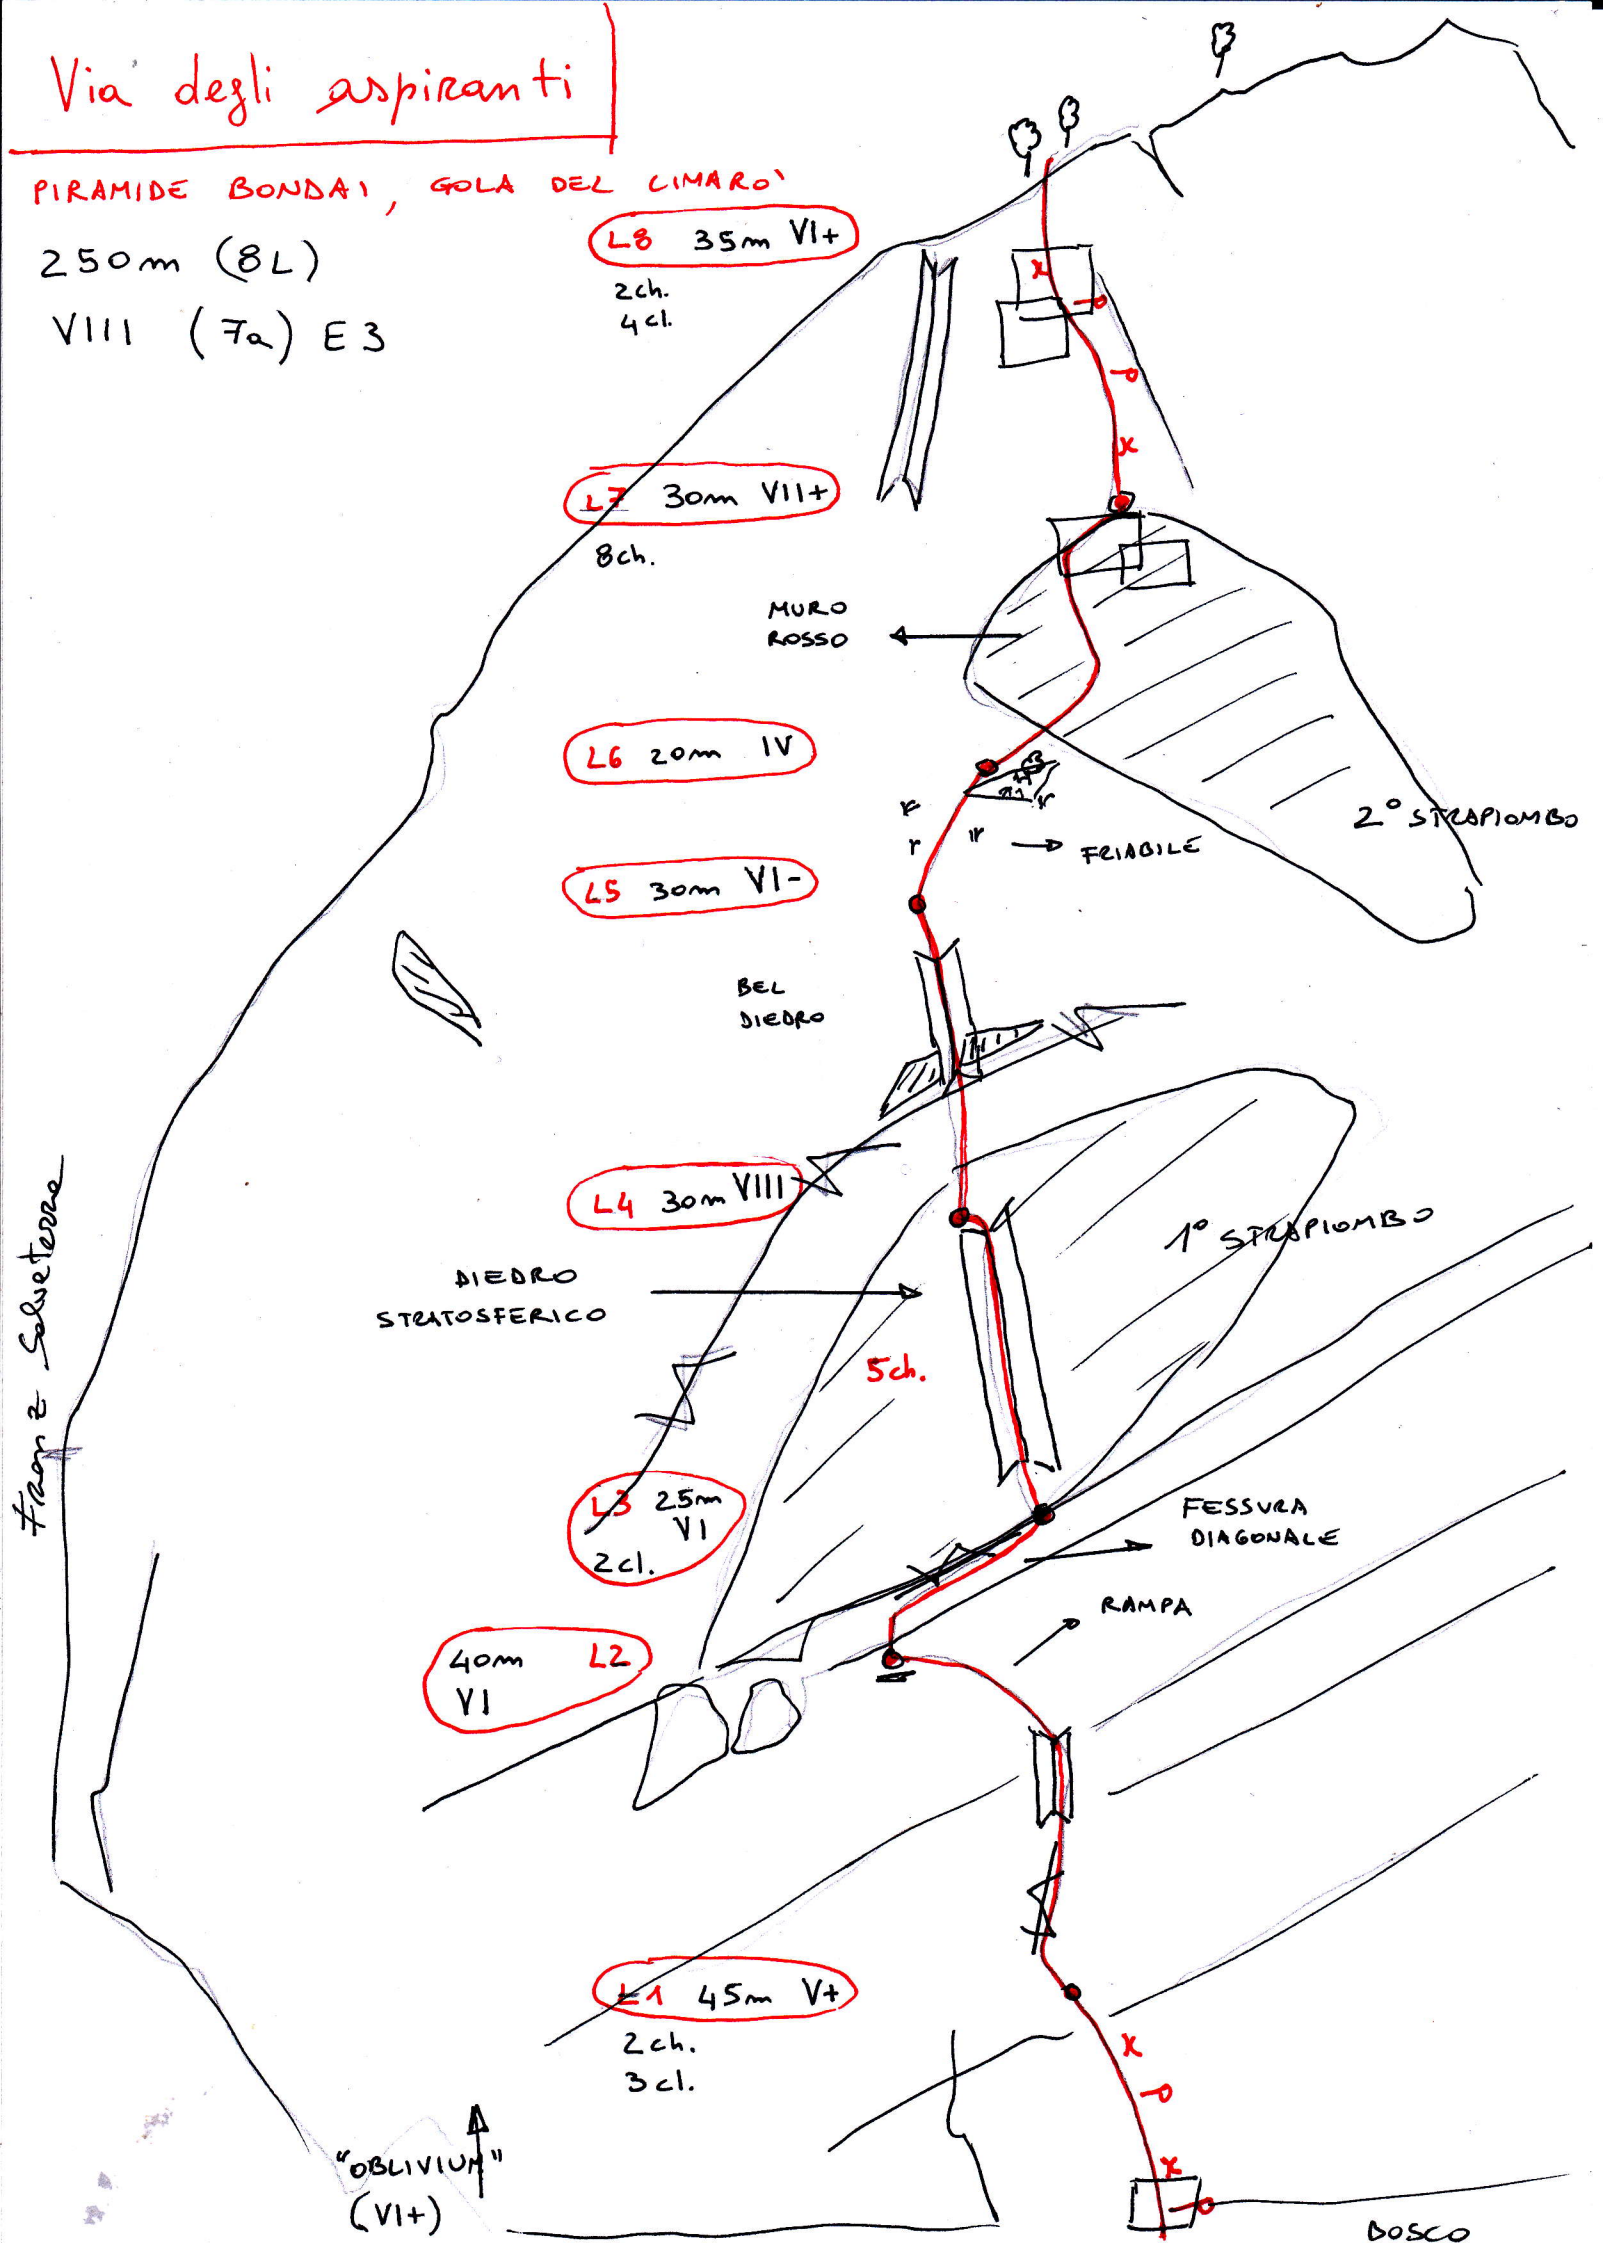 Via degli aspiranti
PIRAMIDE BONDAI, GOLA DEL LIMARO'
250m (8L)
VIII (7a) E3
L8 35m VI+
2ch.
4cl.
L7 30m VII+
8ch.
MURO
ROSSO
L6 20m IV
2° STRAPIOMBO
FRIABILE
L5 30m VI-
BEL
DIEDRO
L4 30m VIII
1° STRAPIOMBO
DIEDRO
STRATOSFERICO
5ch.
Franz Salvaterra
L3 25m
VI
2cl.
FESSURA
DIAGONALE
RAMPA
40m L2
VI
L1 45m V+
2ch.
3cl.
"OBLIVIUM"
(VI+)
BOSCO